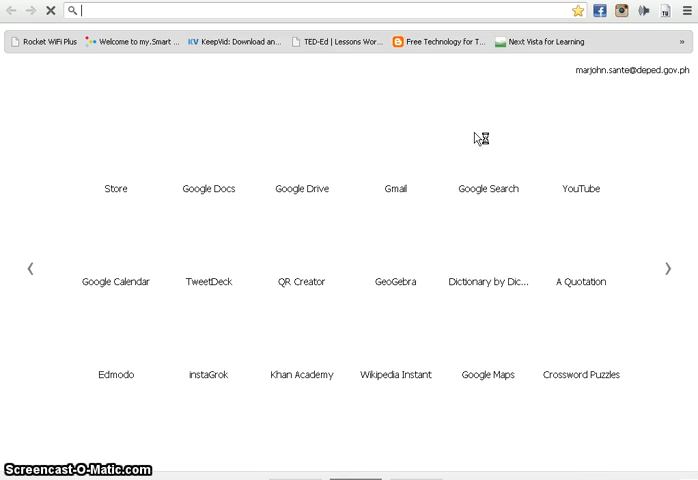 Rocket WiFi Plus Welcome to my.Smart ... KeepVid: Download an... TED-Ed | Lessons Wor... Free Technology for T... Next Vista for Learning »
marjohn.sante@deped.gov.ph
Store Google Docs Google Drive Gmail Google Search YouTube
Google Calendar TweetDeck QR Creator GeoGebra Dictionary by Dic... A Quotation
Edmodo instaGrok Khan Academy Wikipedia Instant Google Maps Crossword Puzzles
Screencast-O-Matic.com